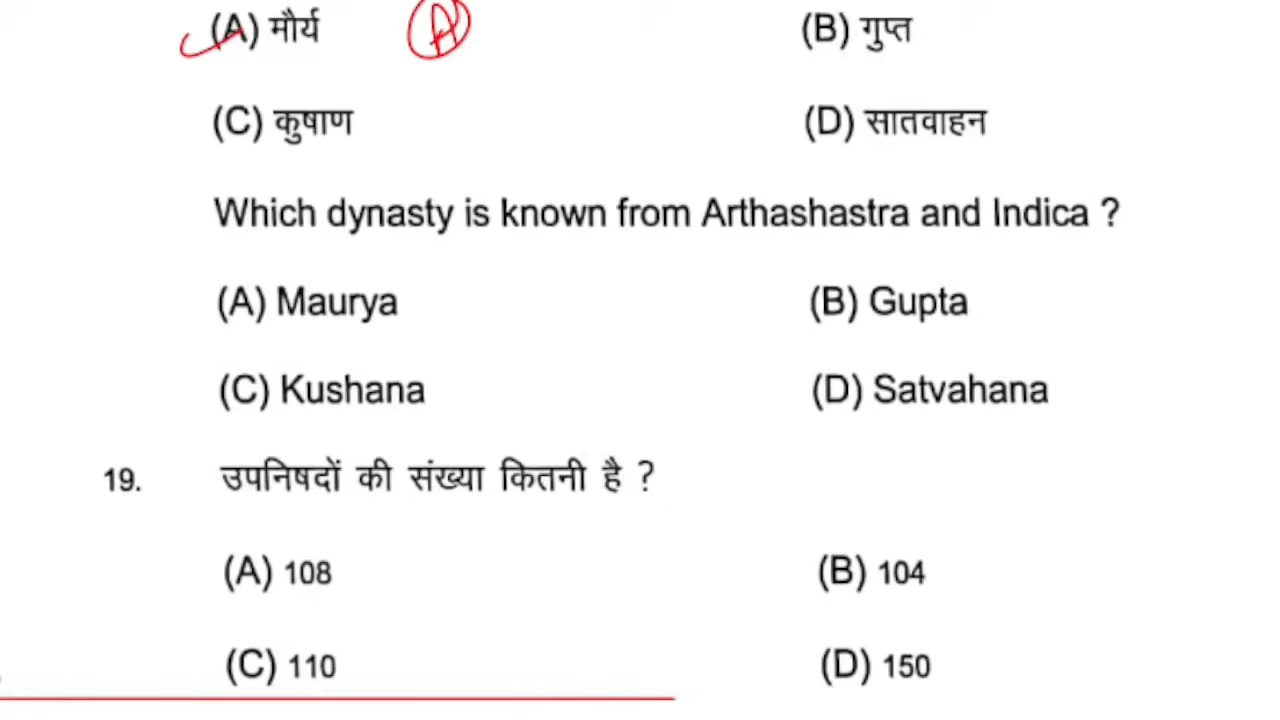 (A) मौर्य (A) (B) गुप्त
(C) कुषाण (D) सातवाहन
Which dynasty is known from Arthashastra and Indica ?
(A) Maurya (B) Gupta
(C) Kushana (D) Satvahana
19. उपनिषदों की संख्या कितनी है ?
(A) 108 (B) 104
(C) 110 (D) 150